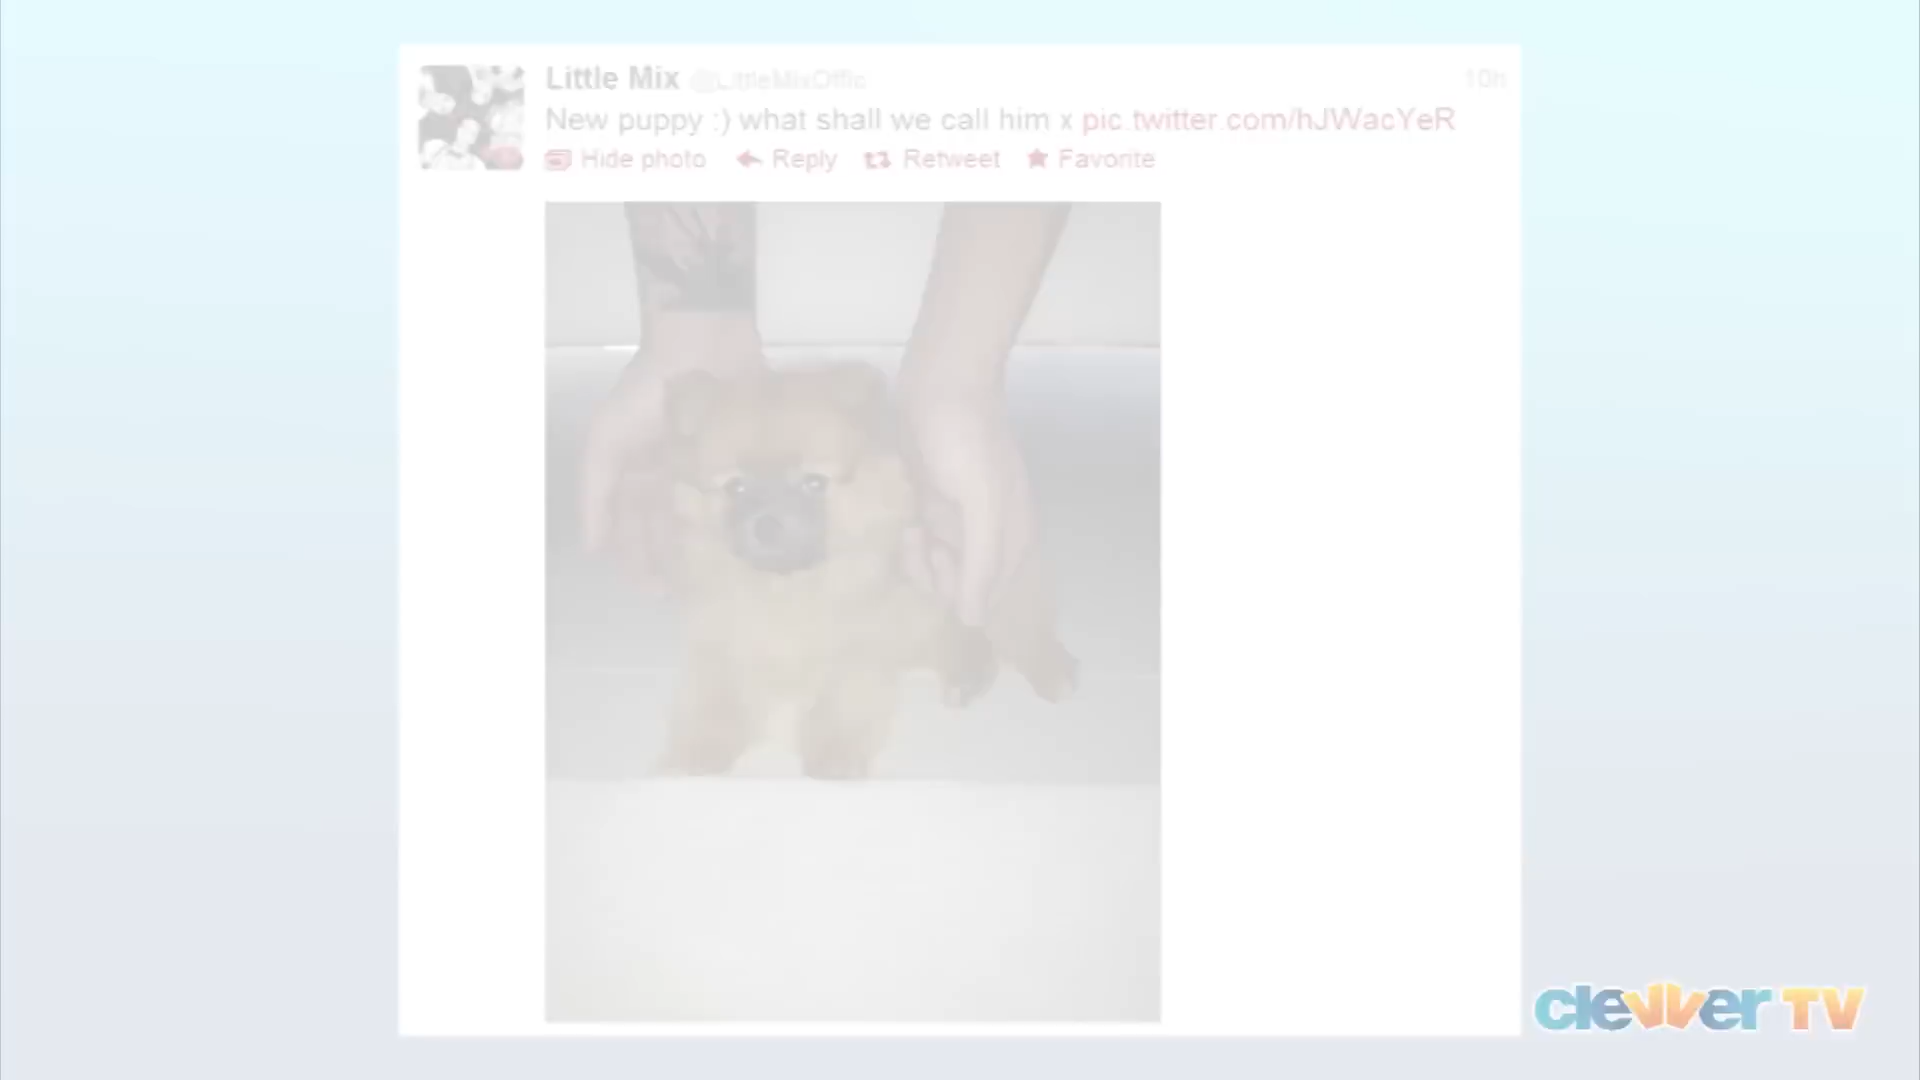 Little Mix @LittleMixOffic 10h
New puppy :) what shall we call him x pic.twitter.com/hJWacYeR
Hide photo Reply Retweet Favorite
clevver TV